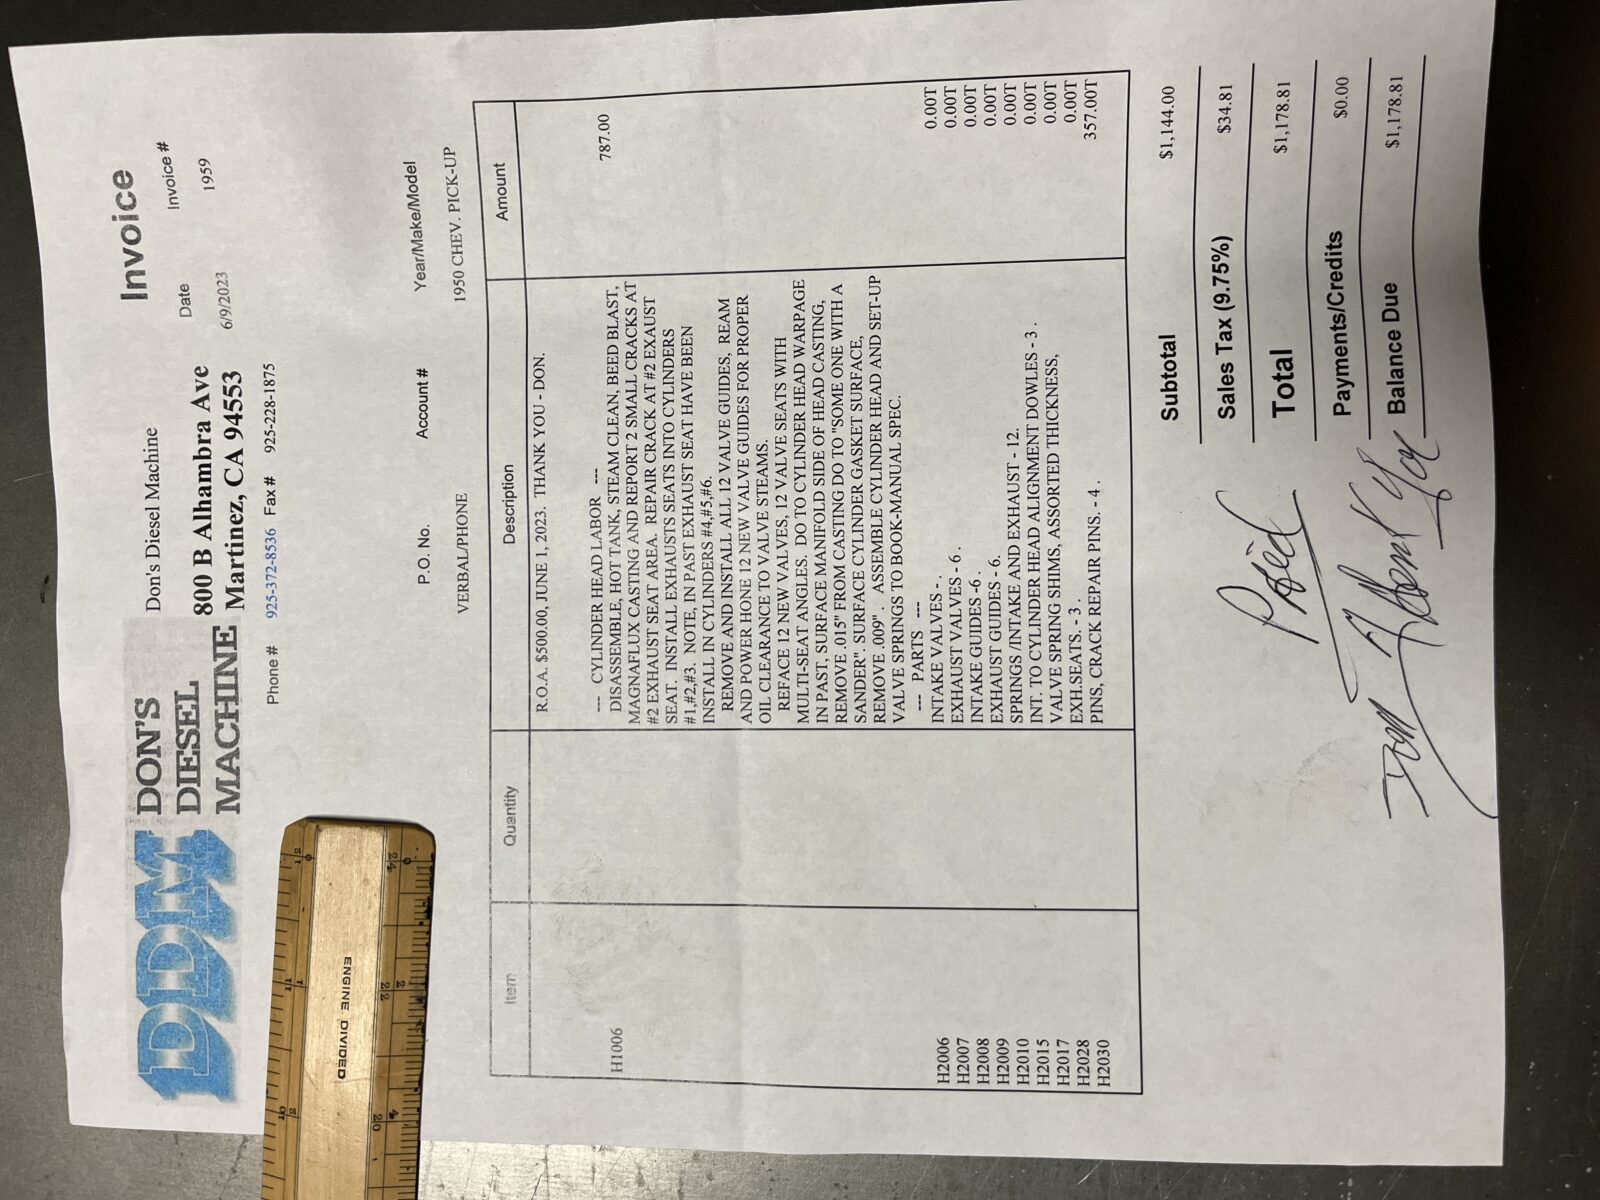 DDM
DON'S
DIESEL
MACHINE
Don's Diesel Machine
800 B Alhambra Ave
Martinez, CA 94553
Phone # 925-372-8536 Fax # 925-228-1875
Invoice
Date Invoice #
6/9/2023 1959
P.O. No. Account # Year/Make/Model
VERBAL/PHONE 1950 CHEV. PICK-UP
Item Quantity Description Amount
R.O.A. $500.00, JUNE 1, 2023. THANK YOU - DON.
--- CYLINDER HEAD LABOR ---
H1006 DISASSEMBLE, HOT TANK, STEAM CLEAN, BEED BLAST, 787.00
MAGNAFLUX CASTING AND REPORT 2 SMALL CRACKS AT
#2 EXHAUST SEAT AREA. REPAIR CRACK AT #2 EXAUST
SEAT. INSTALL EXHAUSTS SEATS INTO CYLINDERS
#1,#2,#3. NOTE, IN PAST EXHAUST SEAT HAVE BEEN
INSTALL IN CYLINDERS #4,#5,#6.
REMOVE AND INSTALL ALL 12 VALVE GUIDES, REAM
AND POWER HONE 12 NEW VALVE GUIDES FOR PROPER
OIL CLEARANCE TO VALVE STEAMS.
REFACE 12 NEW VALVES, 12 VALVE SEATS WITH
MULTI-SEAT ANGLES. DO TO CYLINDER HEAD WARPAGE
IN PAST, SURFACE MANIFOLD SIDE OF HEAD CASTING,
REMOVE .015" FROM CASTING DO TO "SOME ONE WITH A
SANDER". SURFACE CYLINDER GASKET SURFACE,
REMOVE .009". ASSEMBLE CYLINDER HEAD AND SET-UP
VALVE SPRINGS TO BOOK-MANUAL SPEC.
--- PARTS ---
H2006 INTAKE VALVES - . 0.00T
H2007 EXHAUST VALVES - 6 . 0.00T
H2008 INTAKE GUIDES -6 . 0.00T
H2009 EXHAUST GUIDES - 6. 0.00T
H2010 SPRINGS /INTAKE AND EXHAUST - 12. 0.00T
H2015 INT. TO CYLINDER HEAD ALIGNMENT DOWLES - 3 . 0.00T
H2017 VALVE SPRING SHIMS, ASSORTED THICKNESS, 0.00T
H2028 EXH.SEATS. - 3 . 0.00T
H2030 PINS, CRACK REPAIR PINS. - 4 . 357.00T
Subtotal $1,144.00
Sales Tax (9.75%) $34.81
Total $1,178.81
Payments/Credits $0.00
Balance Due $1,178.81
Paid
Thank You
Don
ENGINE DIVIDED